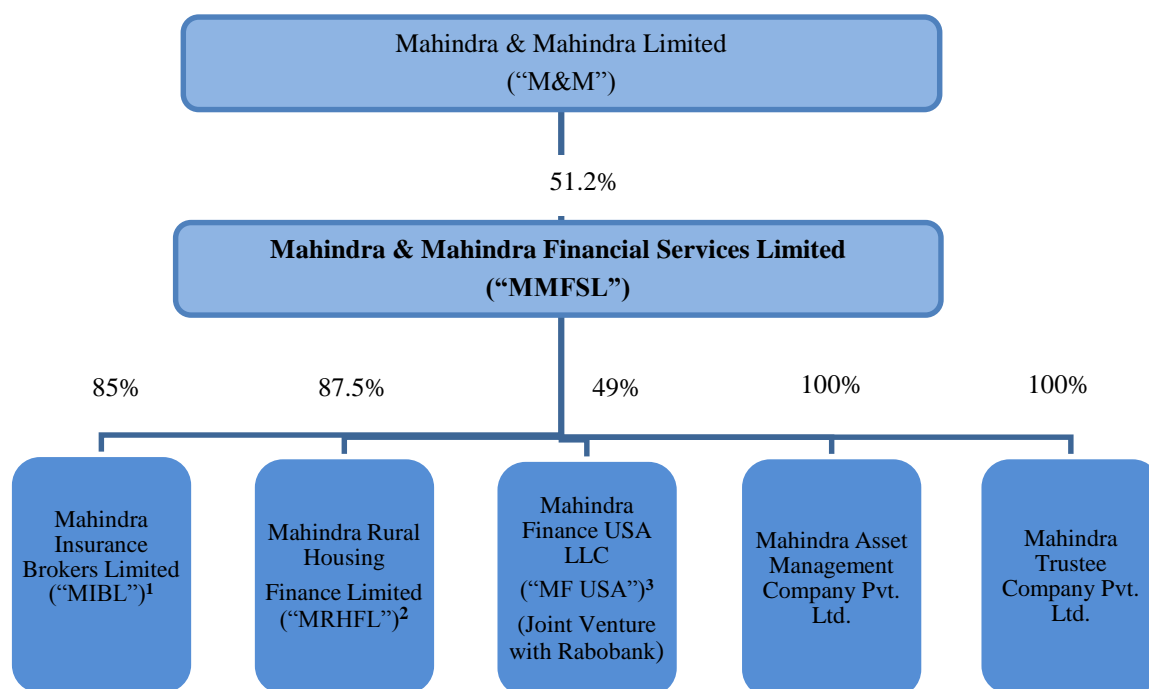 Mahindra & Mahindra Limited
(“M&M”)
51.2%
Mahindra & Mahindra Financial Services Limited
(“MMFSL”)
85%
87.5%
49%
100%
100%
Mahindra
Insurance
Brokers Limited
(“MIBL”)¹
Mahindra Rural
Housing
Finance Limited
(“MRHFL”)²
Mahindra
Finance USA
LLC
(“MF USA”)³
(Joint Venture
with Rabobank)
Mahindra Asset
Management
Company Pvt.
Ltd.
Mahindra
Trustee
Company Pvt.
Ltd.